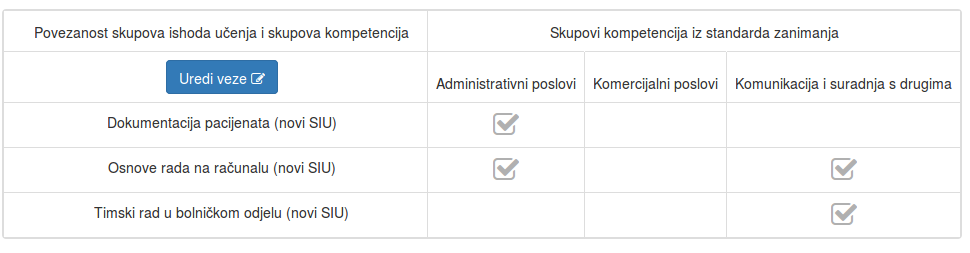 Povezanost skupova ishoda učenja i skupova kompetencija
Skupovi kompetencija iz standarda zanimanja
Uredi veze
Administrativni poslovi
Komercijalni poslovi
Komunikacija i suradnja s drugima
Dokumentacija pacijenata (novi SIU)
Osnove rada na računalu (novi SIU)
Timski rad u bolničkom odjelu (novi SIU)